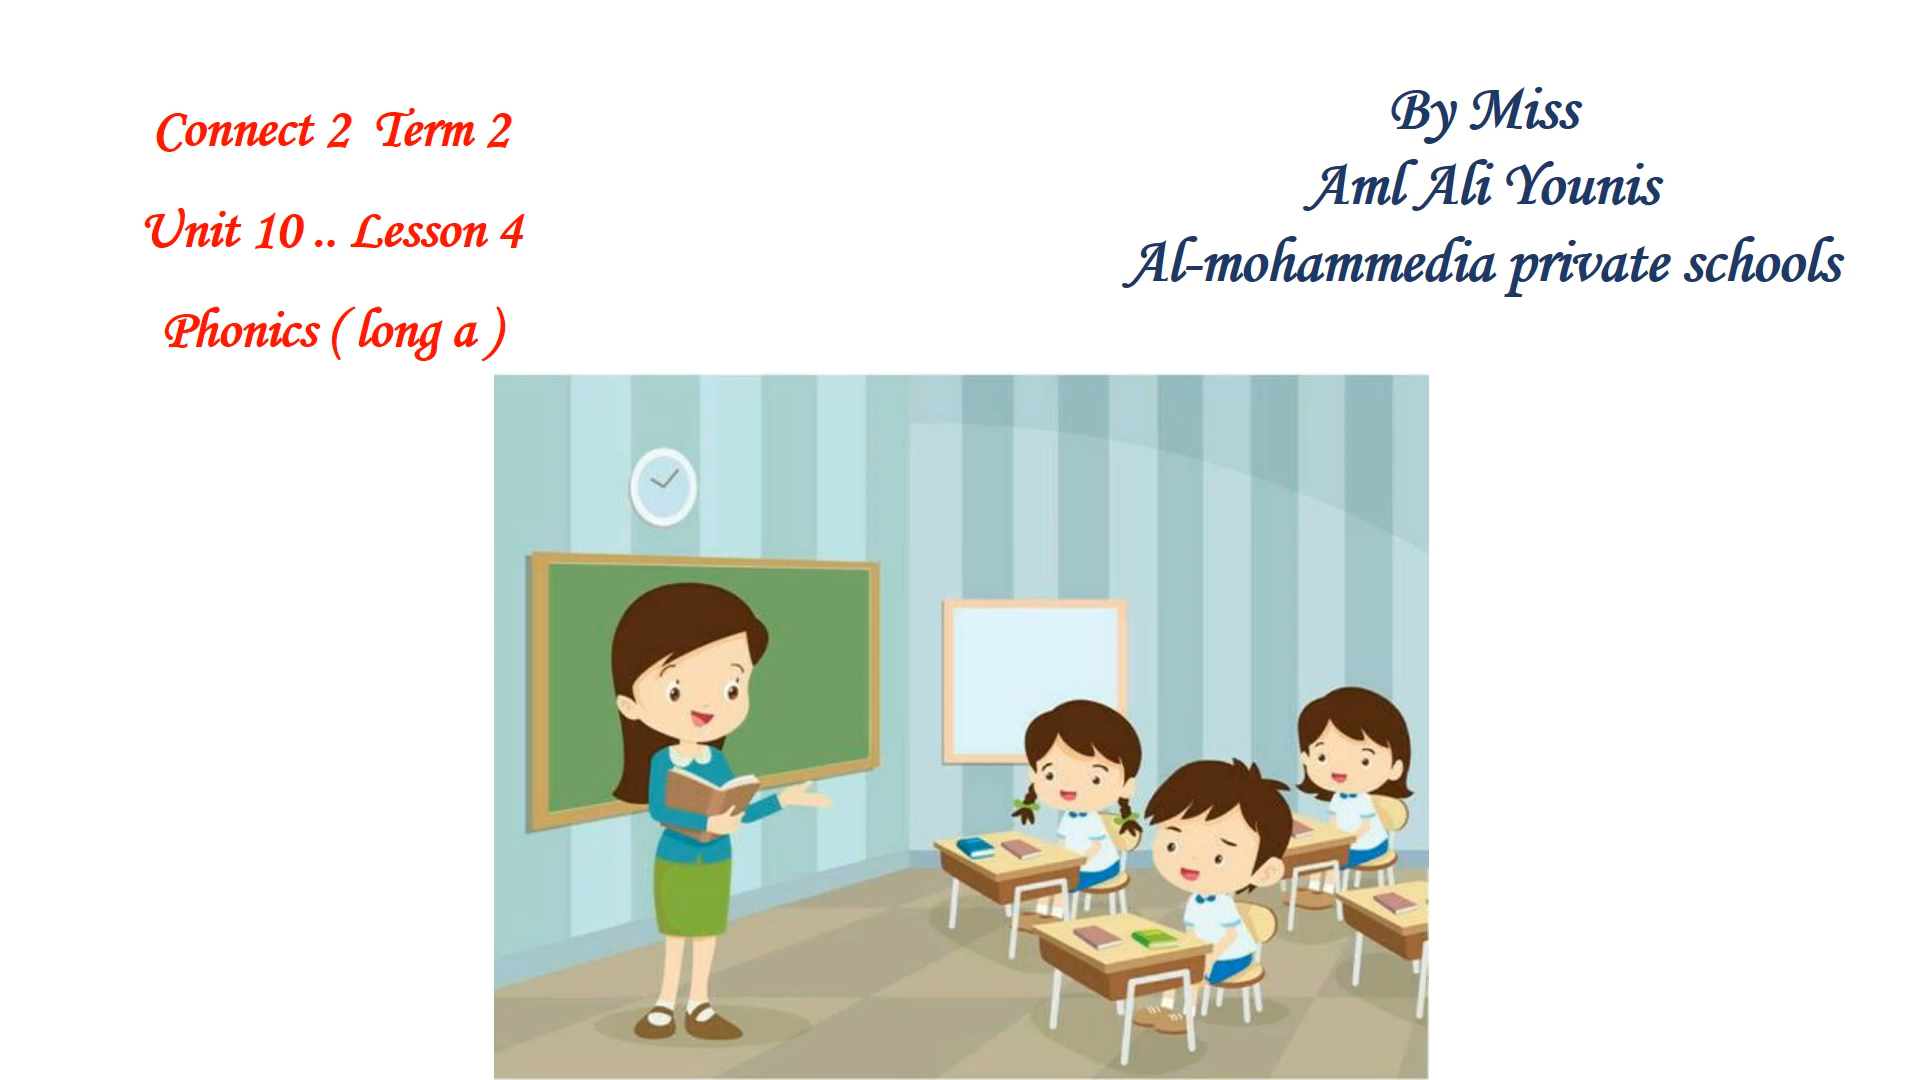 Connect 2 Term 2
Unit 10 .. Lesson 4
Phonics ( long a )
By Miss
Aml Ali Younis
Al-mohammedia private schools